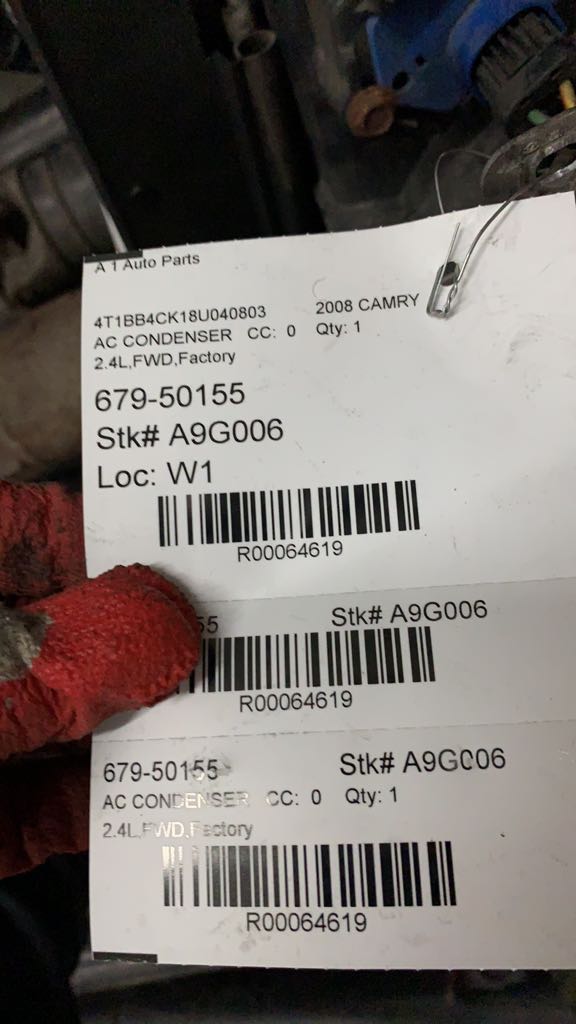 A 1 Auto Parts
4T1BB4CK18U040803 2008 CAMRY
AC CONDENSER CC: 0 Qty: 1
2.4L,FWD,Factory
679-50155
Stk# A9G006
Loc: W1
R00064619
55 Stk# A9G006
R00064619
679-50155 Stk# A9G006
AC CONDENSER CC: 0 Qty: 1
2.4L,FWD,Factory
R00064619